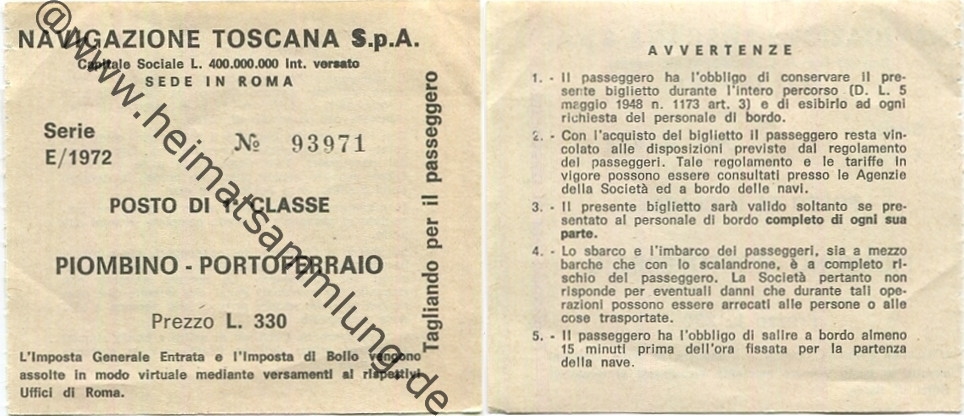 NAVIGAZIONE TOSCANA S.p.A.
Capitale Sociale L. 400.000.000 Int. versato
SEDE IN ROMA
Serie
E/1972
№ 93971
POSTO DI 1ª CLASSE
PIOMBINO - PORTOFERRAIO
Prezzo L. 330
L'Imposta Generale Entrata e l'Imposta di Bollo vengono
assolte in modo virtuale mediante versamenti ai rispettivi
Uffici di Roma.
Tagliando per il passeggero
@www.heimatsammlung.de
AVVERTENZE
1. - Il passeggero ha l'obbligo di conservare il pre-
sente biglietto durante l'intero percorso (D. L. 5
maggio 1948 n. 1173 art. 3) e di esibirlo ad ogni
richiesta del personale di bordo.
2. - Con l'acquisto del biglietto il passeggero resta vin-
colato alle disposizioni previste dal regolamento
dei passeggeri. Tale regolamento e le tariffe in
vigore possono essere consultati presso le Agenzie
della Società ed a bordo delle navi.
3. - Il presente biglietto sarà valido soltanto se pre-
sentato al personale di bordo completo di ogni sua
parte.
4. - Lo sbarco e l'imbarco dei passeggeri, sia a mezzo
barche che con lo scalandrone, è a completo ri-
schio del passeggero. La Società pertanto non
risponde per eventuali danni che durante tali ope-
razioni possono essere arrecati alle persone o alle
cose trasportate.
5. - Il passeggero ha l'obbligo di salire a bordo almeno
15 minuti prima dell'ora fissata per la partenza
della nave.